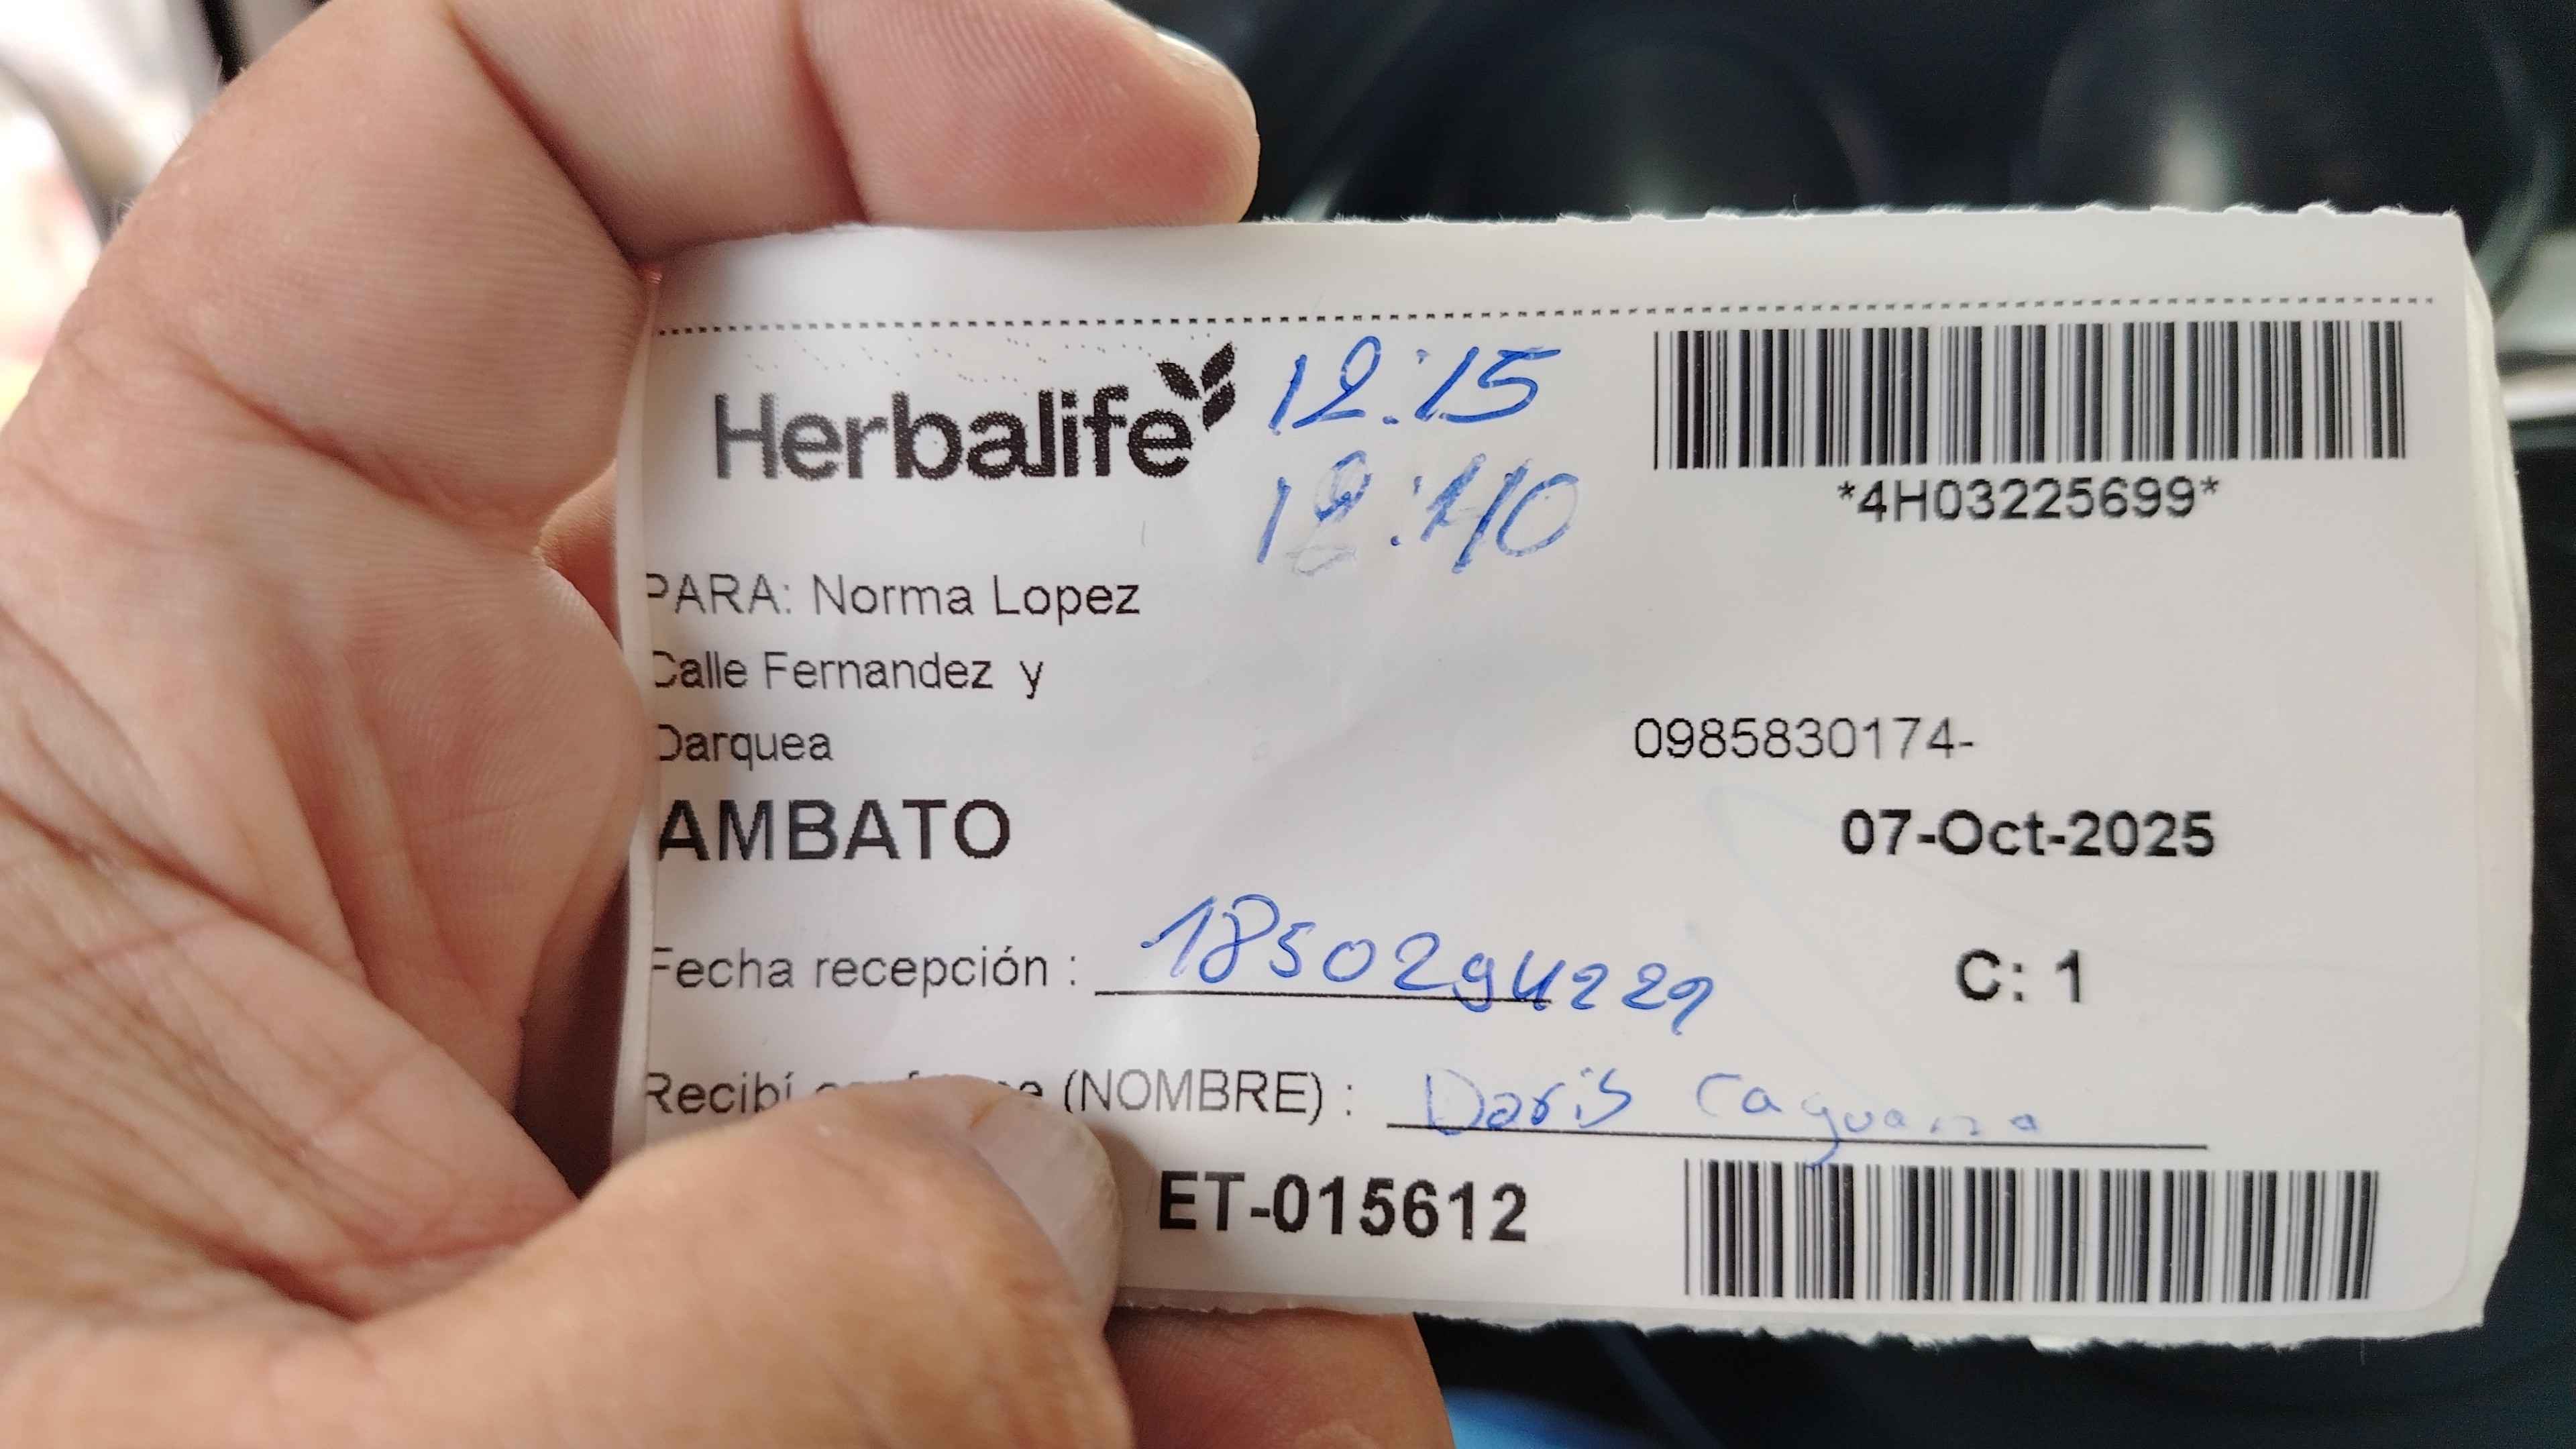 Herbalife
12:15
12:40
*4H03225699*
PARA: Norma Lopez
Calle Fernandez y
Darquea
0985830174-
AMBATO
07-Oct-2025
Fecha recepción : 1850294229
C: 1
Recibí (NOMBRE) : Doris Caguana
ET-015612